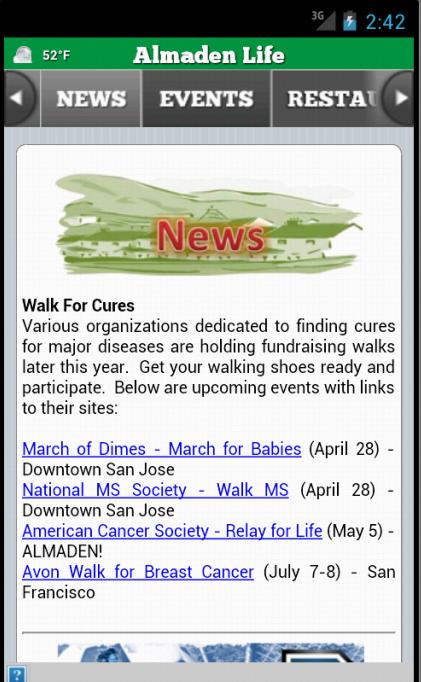 3G 2:42
52°F Almaden Life
NEWS EVENTS RESTAU
News
Walk For Cures
Various organizations dedicated to finding cures
for major diseases are holding fundraising walks
later this year. Get your walking shoes ready and
participate. Below are upcoming events with links
to their sites:
March of Dimes - March for Babies (April 28) -
Downtown San Jose
National MS Society - Walk MS (April 28) -
Downtown San Jose
American Cancer Society - Relay for Life (May 5) -
ALMADEN!
Avon Walk for Breast Cancer (July 7-8) - San
Francisco
?